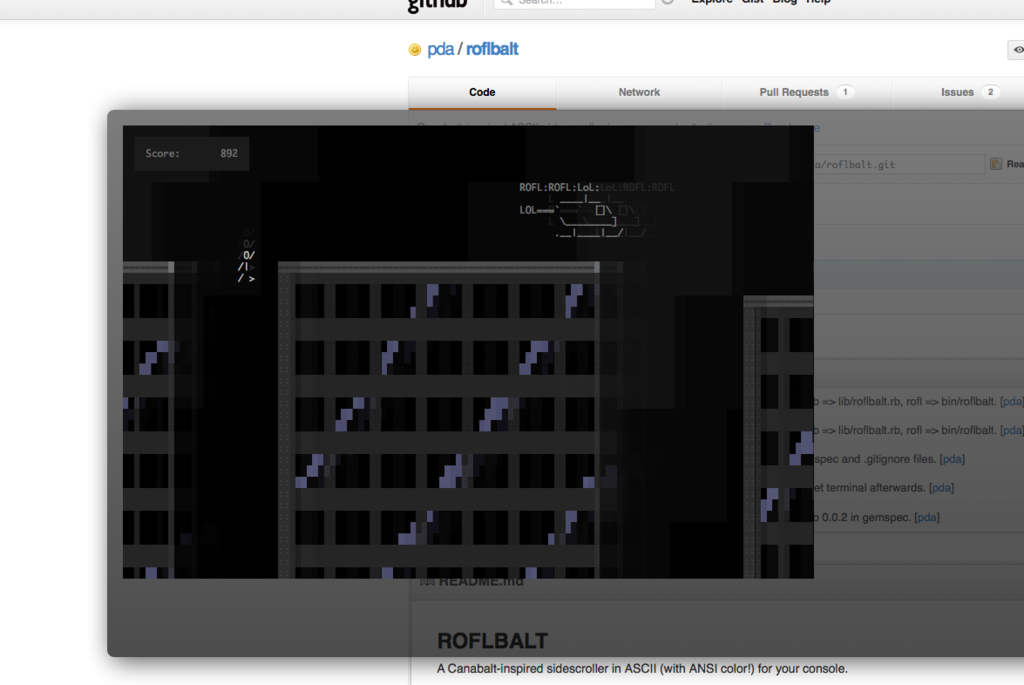 github
Search...
Explore Gist Blog Help
pda / roflbalt
Code Network Pull Requests 1 Issues 2
Score: 892
a/roflbalt.git
Rea
ROFL:ROFL:LoL:LoL:ROFL:ROFL
LOL===
b => lib/roflbalt.rb, rofl => bin/roflbalt. [pda]
b => lib/roflbalt.rb, rofl => bin/roflbalt. [pda]
spec and .gitignore files. [pda]
et terminal afterwards. [pda]
o 0.0.2 in gemspec. [pda]
README.md
ROFLBALT
A Canabalt-inspired sidescroller in ASCII (with ANSI color!) for your console.